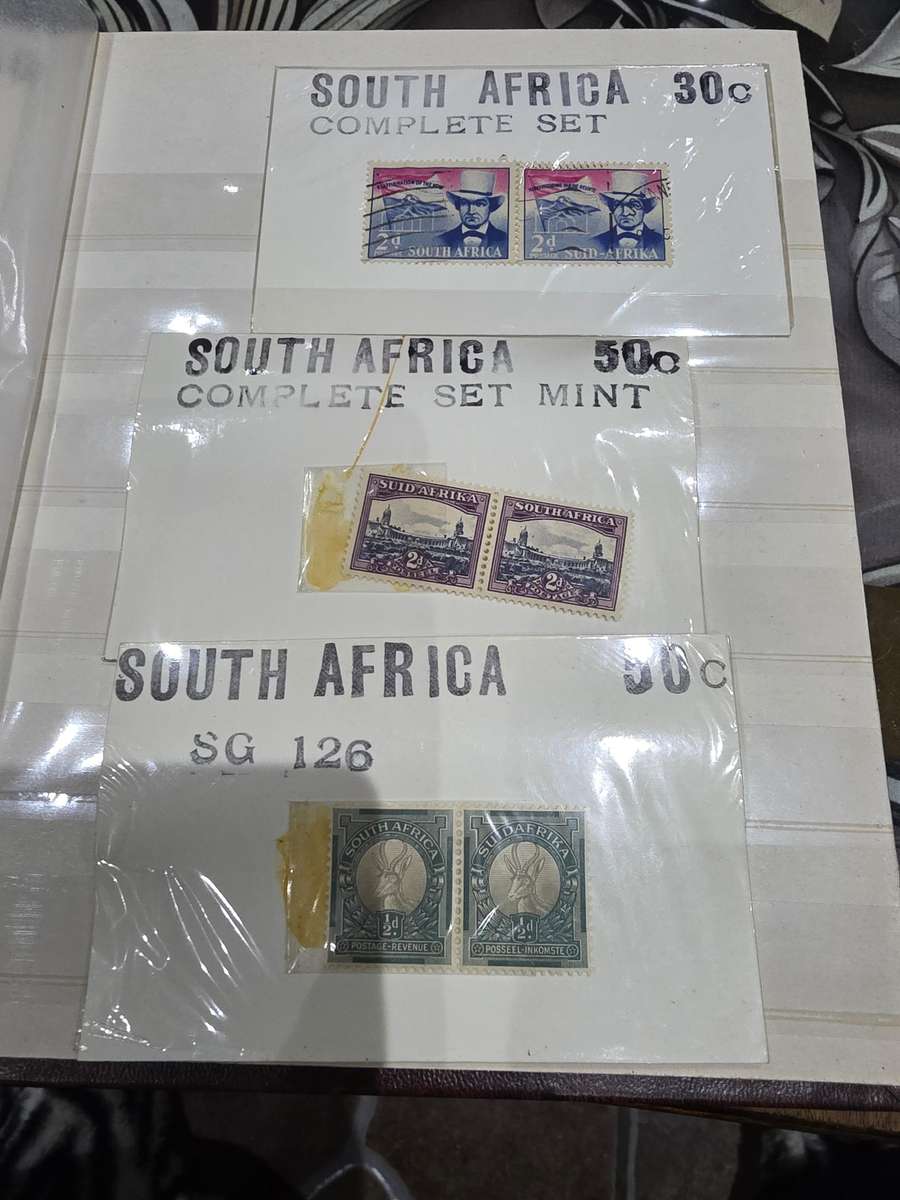 SOUTH AFRICA 30c
COMPLETE SET
2d
SOUTH AFRICA
2d
SUID-AFRIKA
SOUTH AFRICA 50c
COMPLETE SET MINT
SUID AFRIKA
2d
SOUTH AFRICA
2d
POSTAGE
SOUTH AFRICA 50c
SG 126
SOUTH AFRICA
½d.
POSTAGE-REVENUE
SUIDAFRIKA
½d
POSSEEL-INKOMSTE